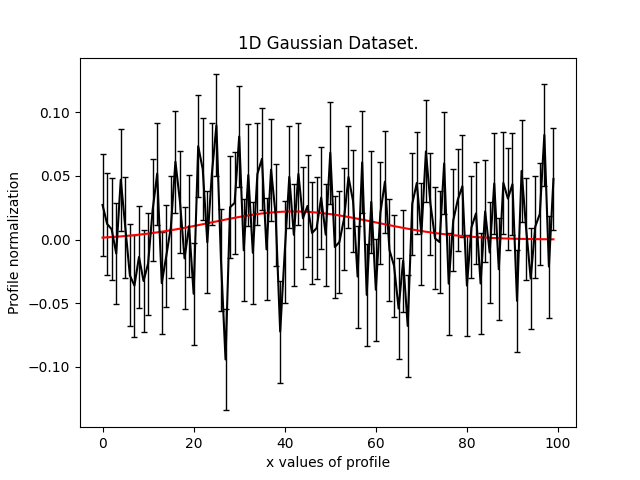 1D Gaussian Dataset.
Profile normalization
0.10
0.05
0.00
−0.05
−0.10
0 20 40 60 80 100
x values of profile